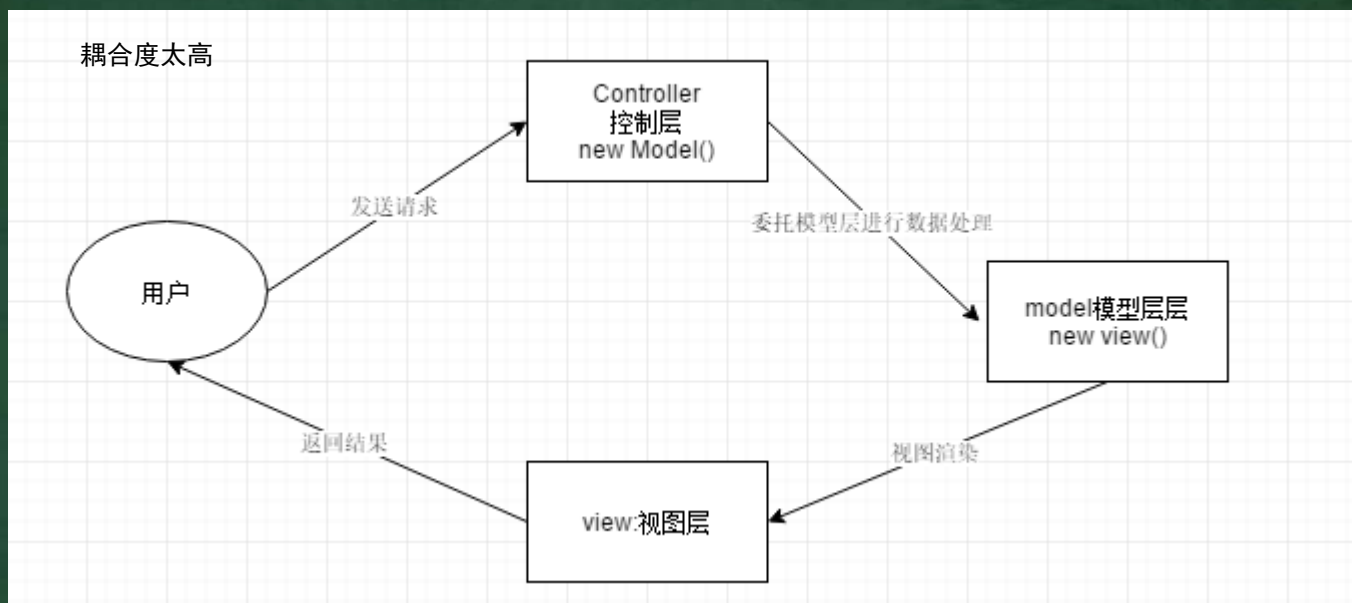 耦合度太高
Controller
控制层
new Model()
发送请求
委托模型层进行数据处理
用户
model模型层层
new view()
返回结果
视图渲染
view:视图层